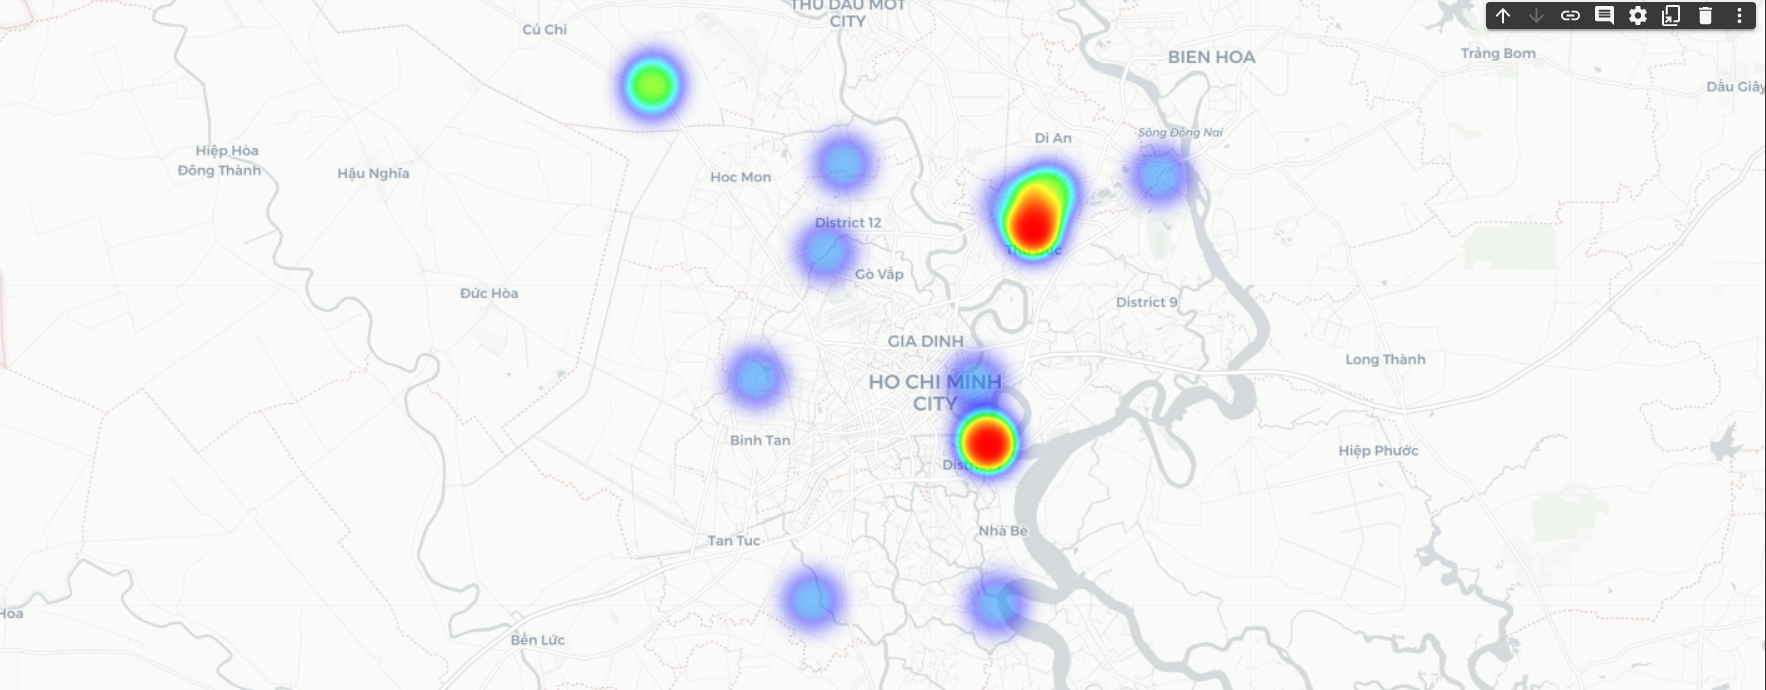 THU DAU MOT
CITY
Củ Chi
BIEN HOA
Trảng Bom
Dầu Giây
Sông Đồng Nai
Di An
Hiệp Hòa
Đông Thành
Hậu Nghĩa
Hoc Mon
District 12
Gò Vấp
Đức Hòa
District 9
GIA DINH
Long Thành
HO CHI MINH
CITY
Binh Tan
Hiệp Phước
Nhà Bè
Tan Tuc
Hoa
Bến Lức